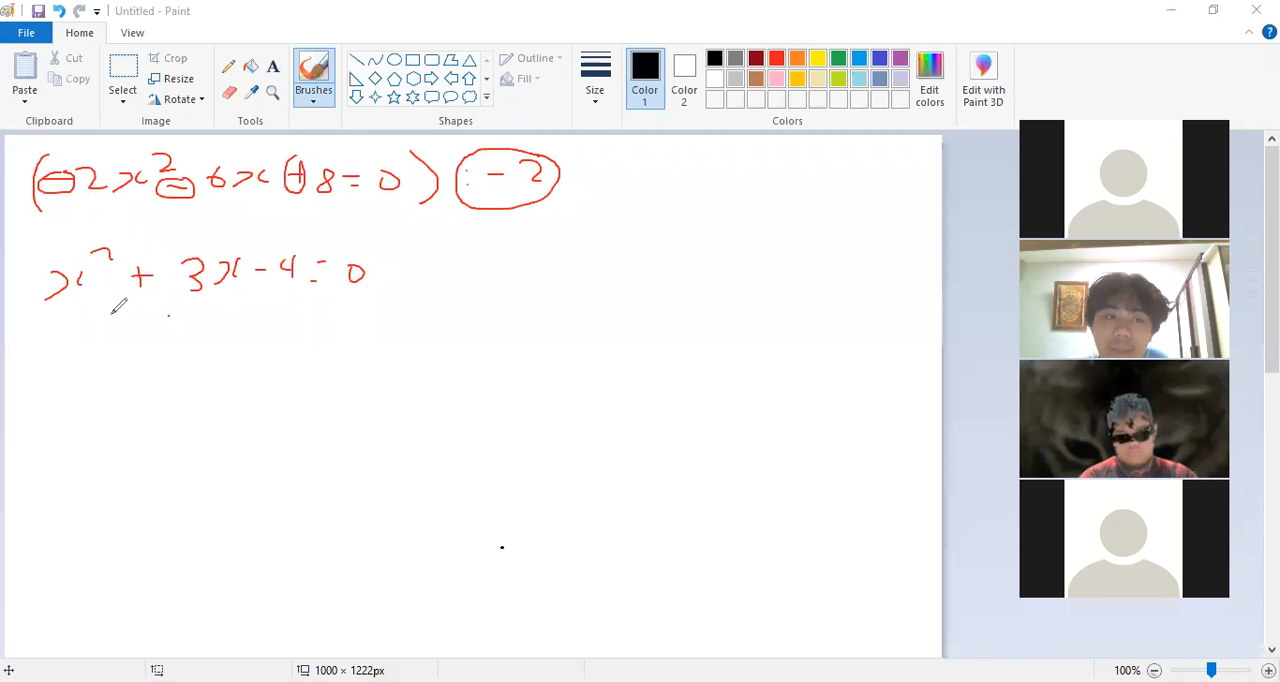 Untitled - Paint
File Home View
Paste
Cut
Copy
Clipboard
Select
Crop
Resize
Rotate
Image
A
Tools
Brushes
Outline
Fill
Shapes
Size
Color 1
Color 2
Edit colors
Colors
Edit with Paint 3D
(-2x² - 6x + 8 = 0) : -2
x² + 3x - 4 = 0
1000 × 1222px
100%